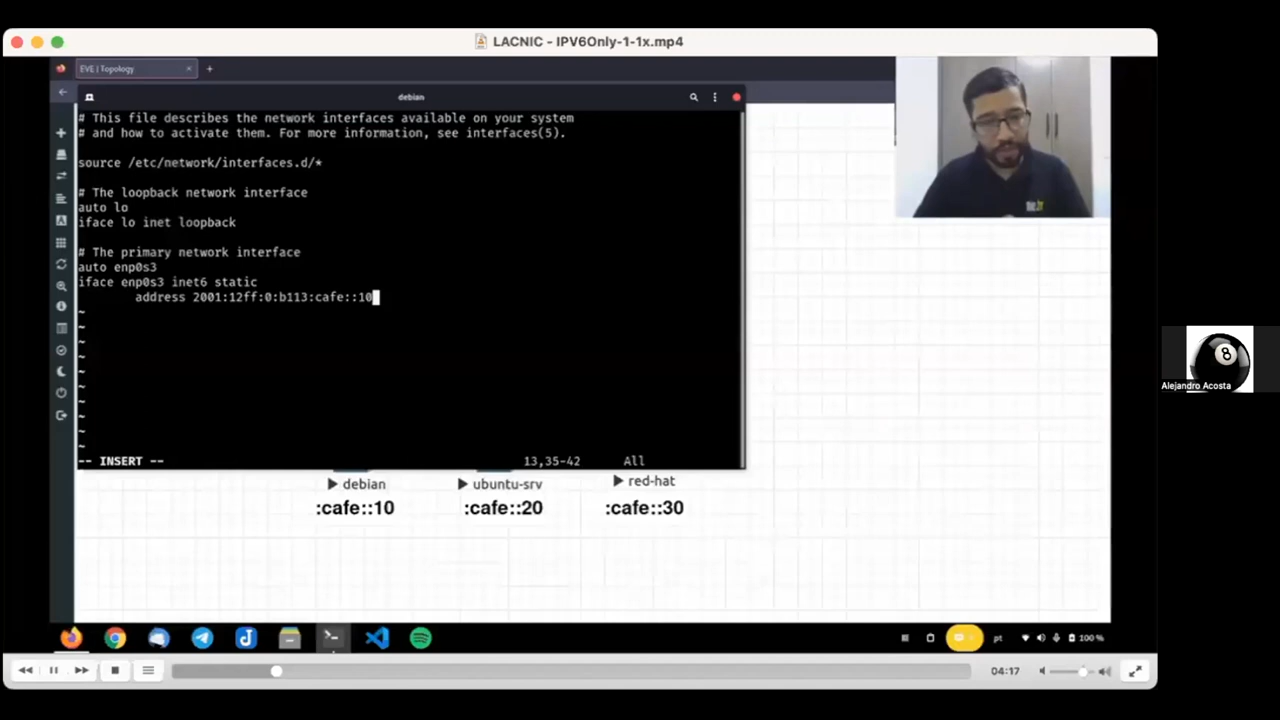 LACNIC - IPV6Only-1-1x.mp4
EVE | Topology
debian
# This file describes the network interfaces available on your system
# and how to activate them. For more information, see interfaces(5).
source /etc/network/interfaces.d/*
# The loopback network interface
auto lo
iface lo inet loopback
# The primary network interface
auto enp0s3
iface enp0s3 inet6 static
address 2001:12ff:0:b113:cafe::10
~
~
~
~
~
~
~
~
~
~
-- INSERT --
13,35-42
All
debian
ubuntu-srv
red-hat
:cafe::10
:cafe::20
:cafe::30
8
Alejandro Acosta
pt
100 %
04:17